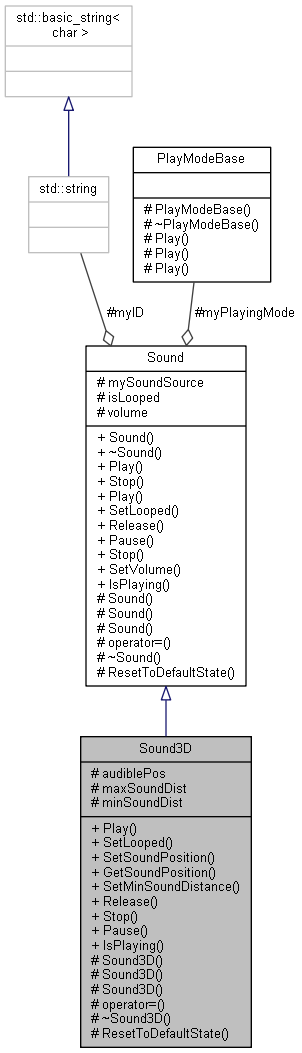 std::basic_string<
char >
std::string
PlayModeBase
# PlayModeBase()
# ~PlayModeBase()
# Play()
# Play()
# Play()
#myID
#myPlayingMode
Sound
# mySoundSource
# isLooped
# volume
+ Sound()
+ ~Sound()
+ Play()
+ Stop()
+ Play()
+ SetLooped()
+ Release()
+ Pause()
+ Stop()
+ SetVolume()
+ IsPlaying()
# Sound()
# Sound()
# Sound()
# operator=()
# ~Sound()
# ResetToDefaultState()
Sound3D
# audiblePos
# maxSoundDist
# minSoundDist
+ Play()
+ SetLooped()
+ SetSoundPosition()
+ GetSoundPosition()
+ SetMinSoundDistance()
+ Release()
+ Stop()
+ Pause()
+ IsPlaying()
# Sound3D()
# Sound3D()
# Sound3D()
# operator=()
# ~Sound3D()
# ResetToDefaultState()